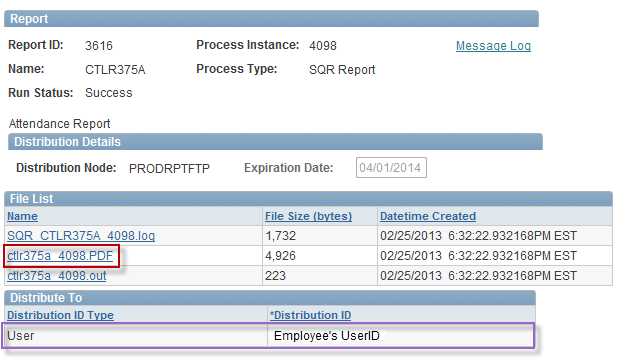 Report
Report ID: 3616 Process Instance: 4098 Message Log
Name: CTLR375A Process Type: SQR Report
Run Status: Success
Attendance Report
Distribution Details
Distribution Node: PRODRPTFTP Expiration Date: 04/01/2014
File List
Name File Size (bytes) Datetime Created
SQR_CTLR375A_4098.log 1,732 02/25/2013 6:32:22.932168PM EST
ctlr375a_4098.PDF 4,926 02/25/2013 6:32:22.932168PM EST
ctlr375a_4098.out 223 02/25/2013 6:32:22.932168PM EST
Distribute To
Distribution ID Type *Distribution ID
User Employee's UserID